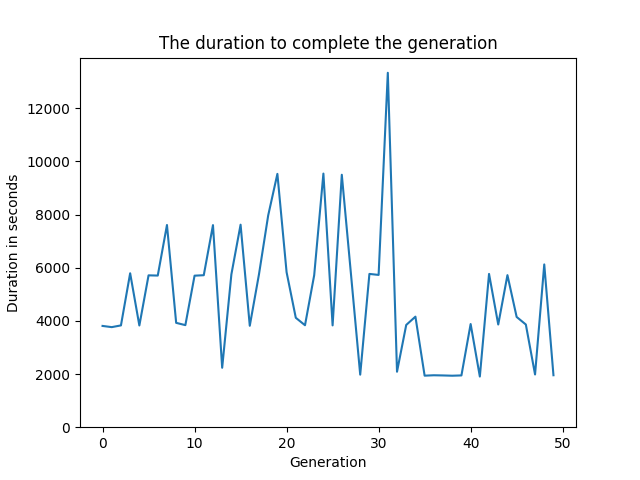 The duration to complete the generation
12000
10000
8000
6000
4000
2000
0
Duration in seconds
0 10 20 30 40 50
Generation